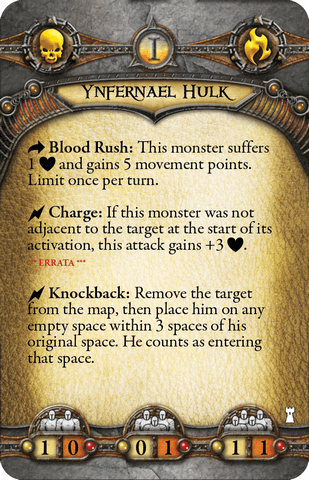 I
YNFERNAEL HULK
Blood Rush: This monster suffers
1 and gains 5 movement points.
Limit once per turn.
Charge: If this monster was not
adjacent to the target at the start of its
activation, this attack gains +3 .
*** ERRATA ***
Knockback: Remove the target
from the map, then place him on any
empty space within 3 spaces of his
original space. He counts as entering
that space.
1 0 0 1 1 1